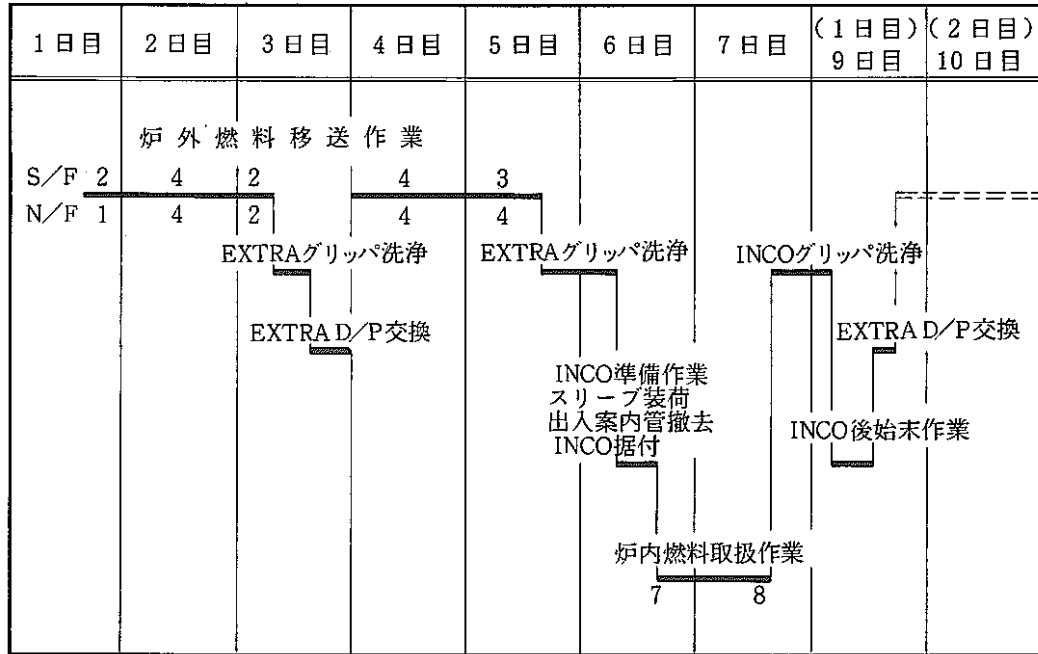 1日目 2日目 3日目 4日目 5日目 6日目 7日目 (1日目) (2日目)
9日目 10日目
炉外燃料移送作業
S/F 2 4 2 4 3
N/F 1 4 2 4 4
EXTRAグリッパ洗浄 EXTRAグリッパ洗浄 INCOグリッパ洗浄
EXTRA D/P交換 EXTRA D/P交換
INCO準備作業
スリーブ装荷
出入案内管撤去
INCO据付
INCO後始末作業
炉内燃料取扱作業
7 8